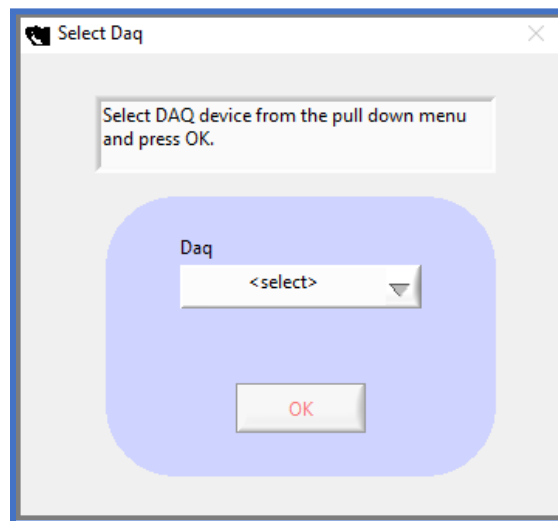 Select Daq
Select DAQ device from the pull down menu
and press OK.
Daq
<select>
OK